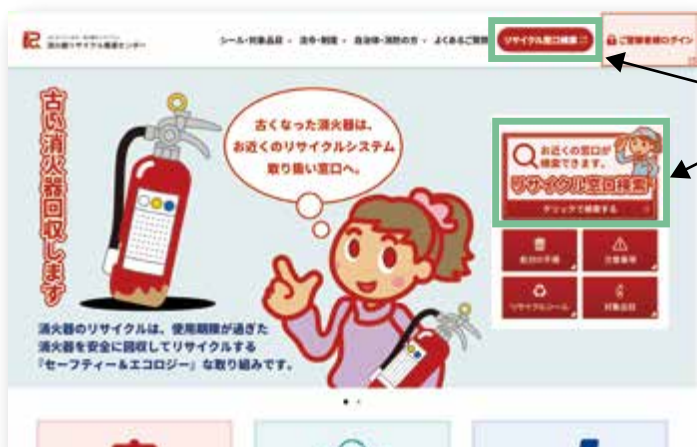 消火器リサイクル推進センター
シール・対象品目
法令・制度
自治体・消防の方
よくあるご質問
リサイクル窓口検索
ご登録者様ログイン
古い消火器回収します
古くなった消火器は、
お近くのリサイクルシステム
取り扱い窓口へ。
お近くの窓口が
検索できます。
リサイクル窓口検索
クリックで検索する
処分の手順
注意事項
リサイクルシール
対象品目
消火器のリサイクルは、使用期限が過ぎた
消火器を安全に回収してリサイクルする
『セーフティー&エコロジー』な取り組みです。